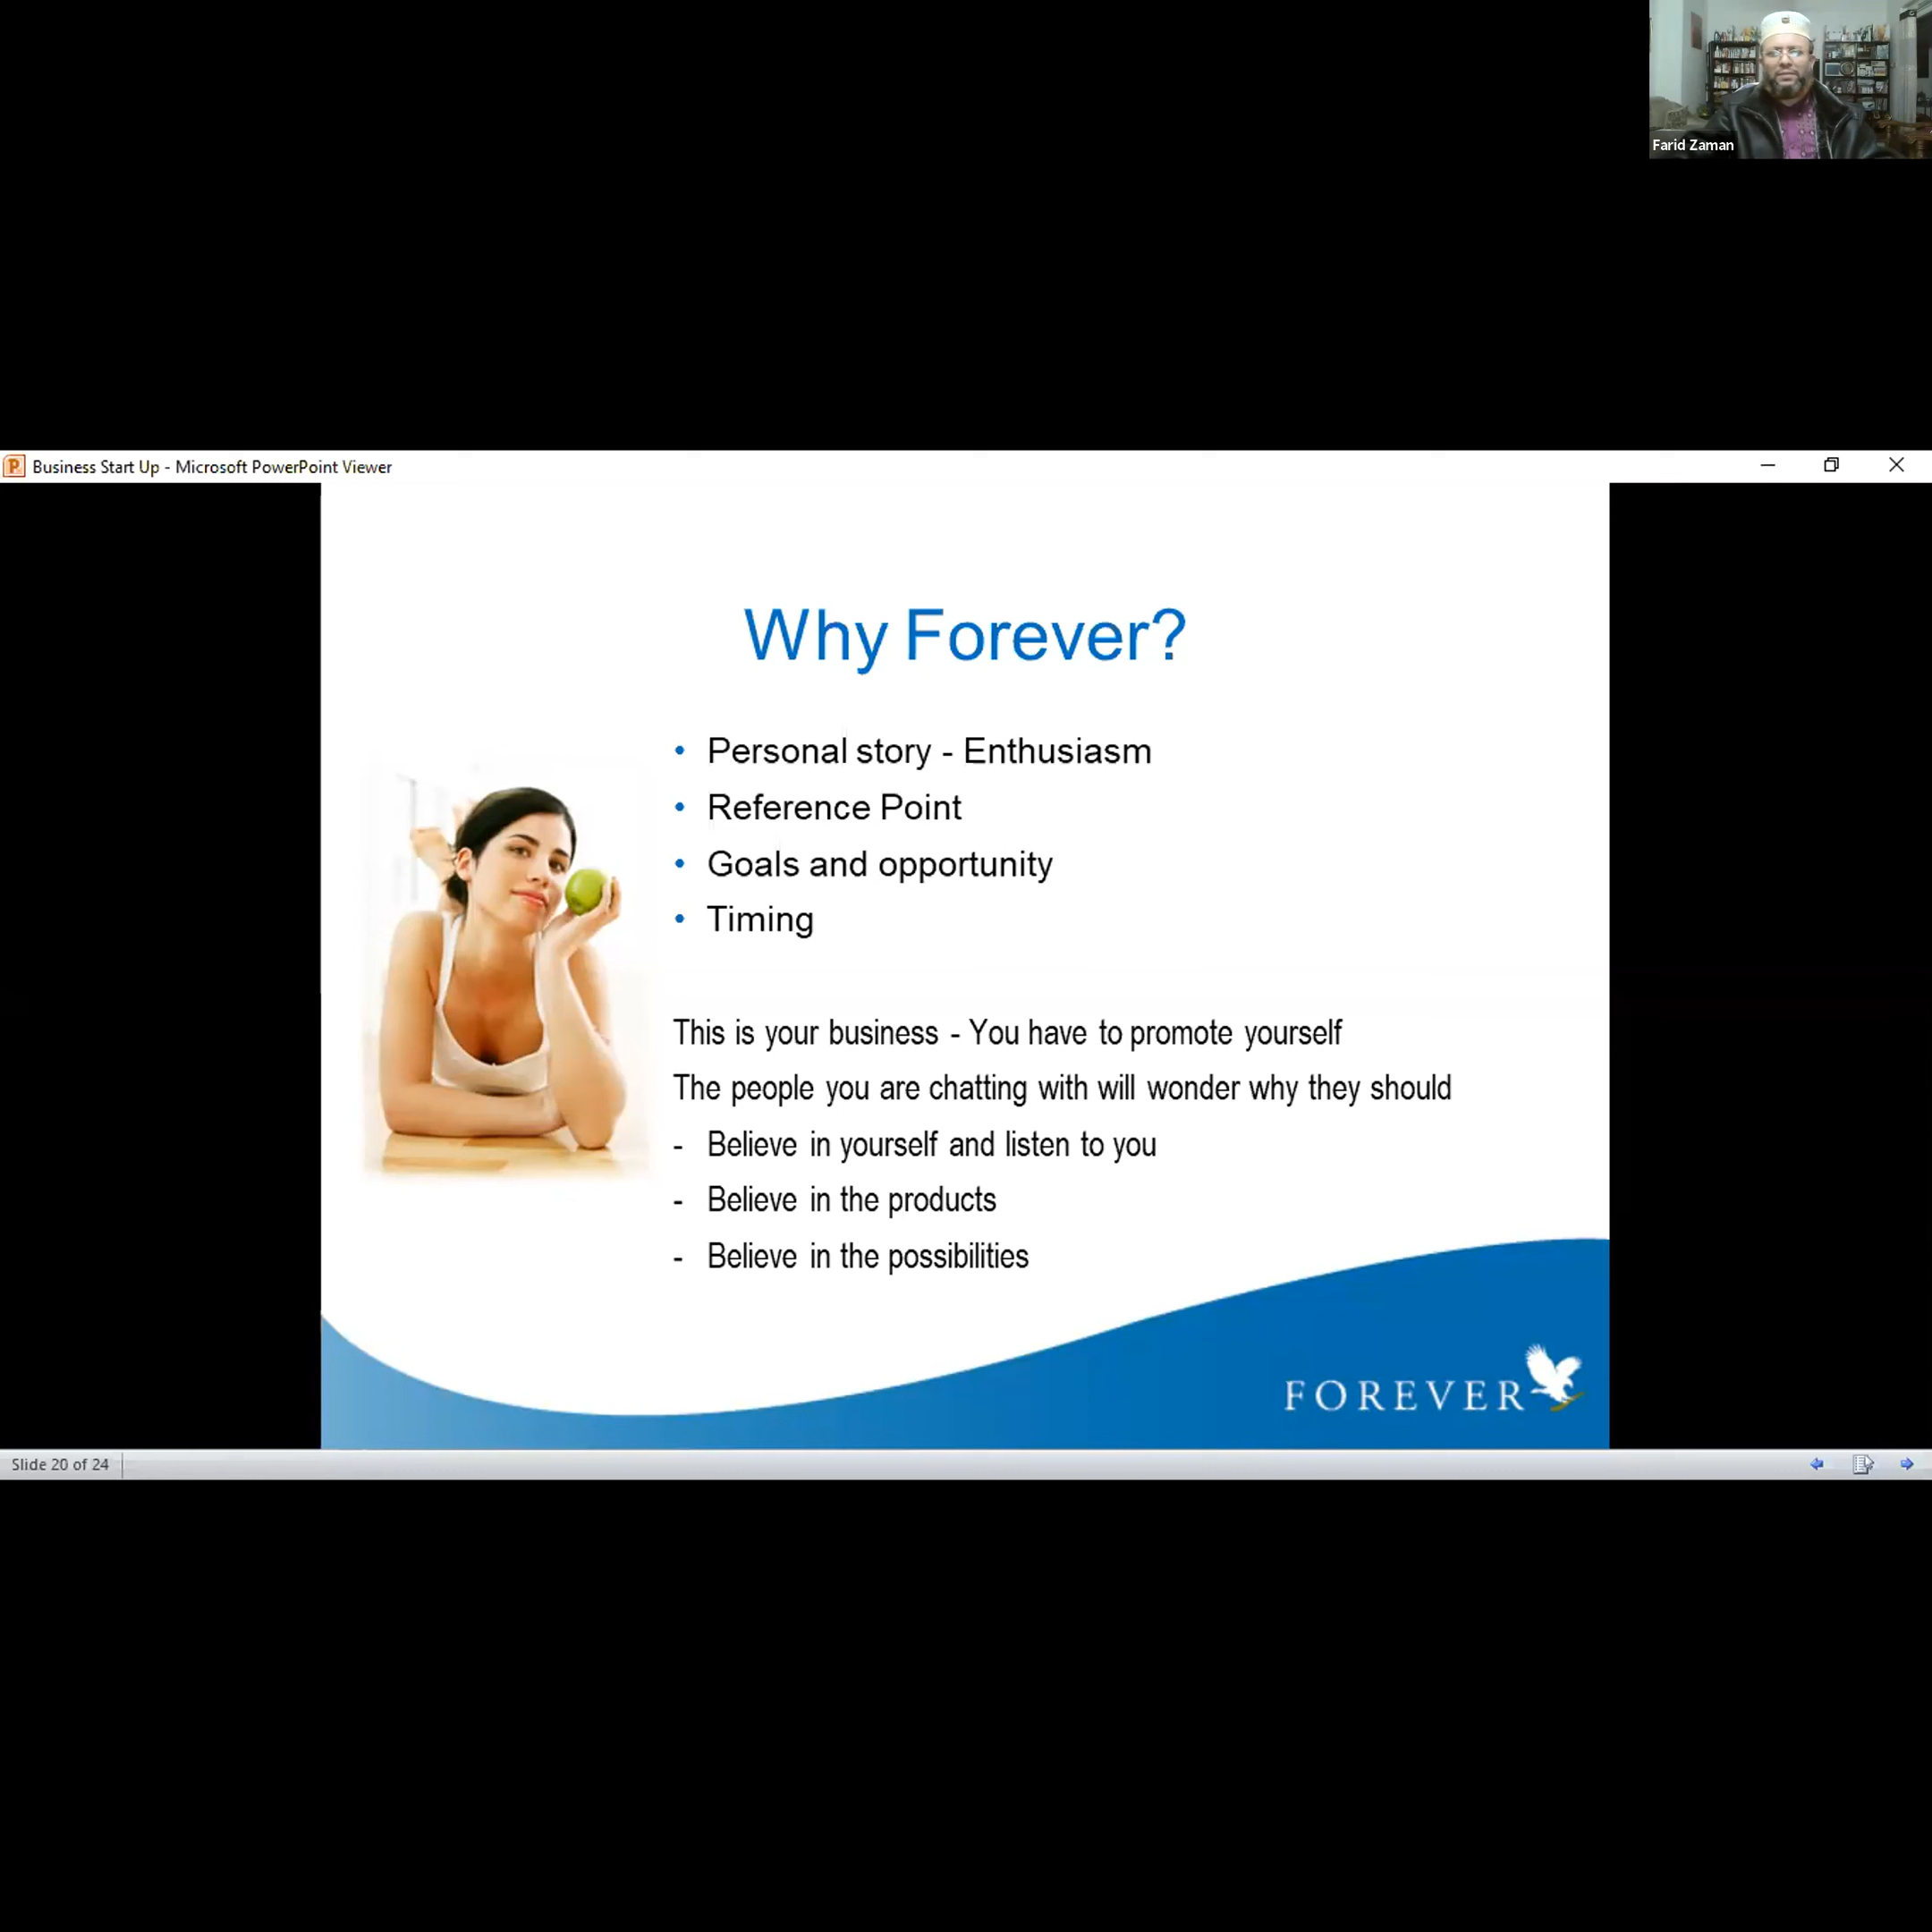 Farid Zaman
Business Start Up - Microsoft PowerPoint Viewer
Why Forever?
• Personal story - Enthusiasm
• Reference Point
• Goals and opportunity
• Timing
This is your business - You have to promote yourself
The people you are chatting with will wonder why they should
- Believe in yourself and listen to you
- Believe in the products
- Believe in the possibilities
FOREVER
Slide 20 of 24